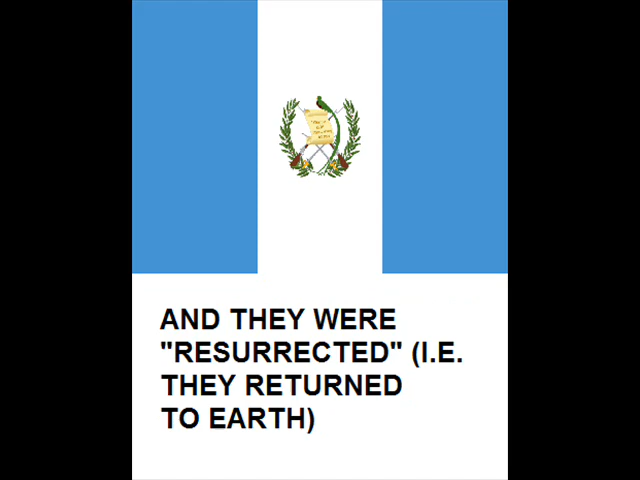 AND THEY WERE
"RESURRECTED" (I.E.
THEY RETURNED
TO EARTH)